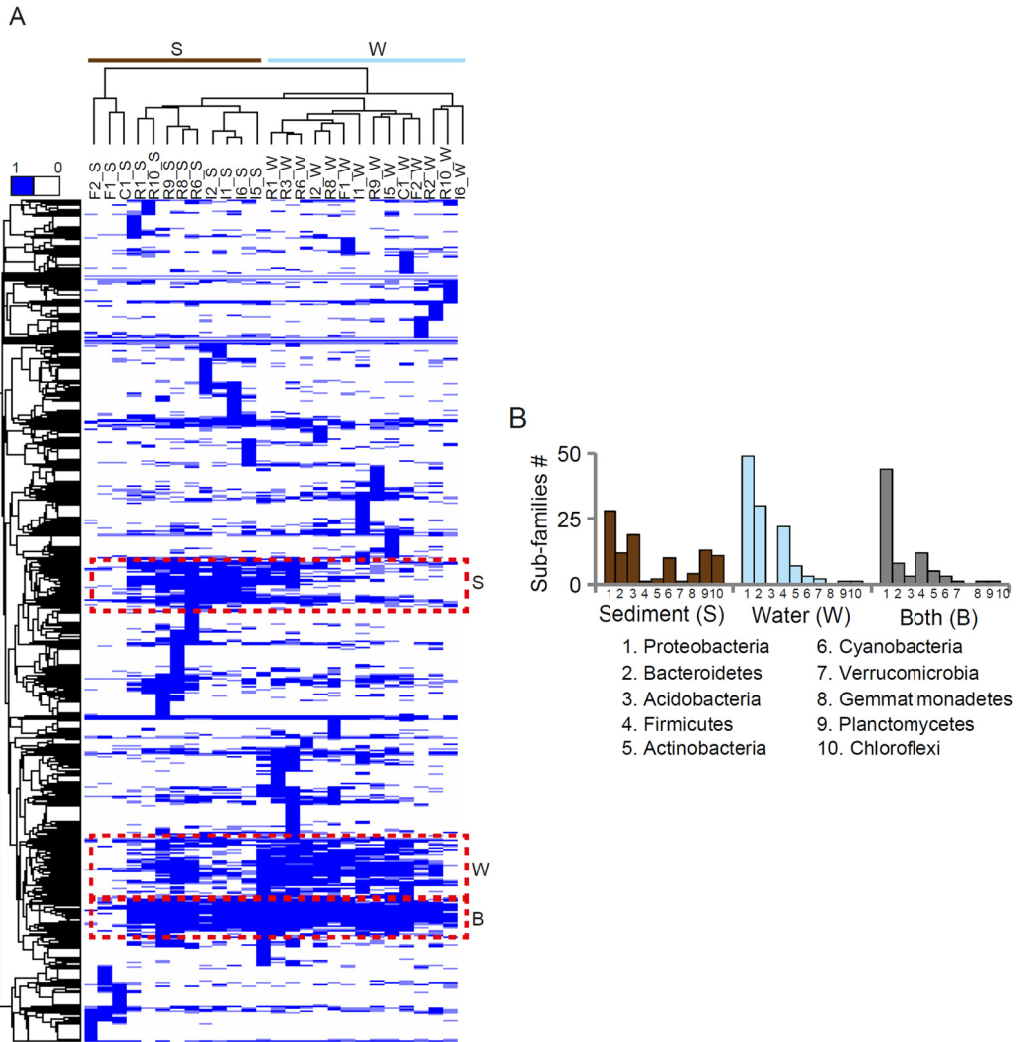 A
S W
F2_S F1_S C1_S R1_S R10_S R9_S R8_S R6_S I2_S I1_S I6_S I5_S R1_W R3_W R6_W I2_W R8_W F1_W I1_W R9_W I5_W C1_W F2_W R2_W R10_W I6_W
1 0
S
W
B
B
Sub-families #
50
25
0
1 2 3 4 5 6 7 8 9 10 1 2 3 4 5 6 7 8 9 10 1 2 3 4 5 6 7 8 9 10
Sediment (S) Water (W) Both (B)
1. Proteobacteria 6. Cyanobacteria
2. Bacteroidetes 7. Verrucomicrobia
3. Acidobacteria 8. Gemmatmonadetes
4. Firmicutes 9. Planctomycetes
5. Actinobacteria 10. Chloroflexi